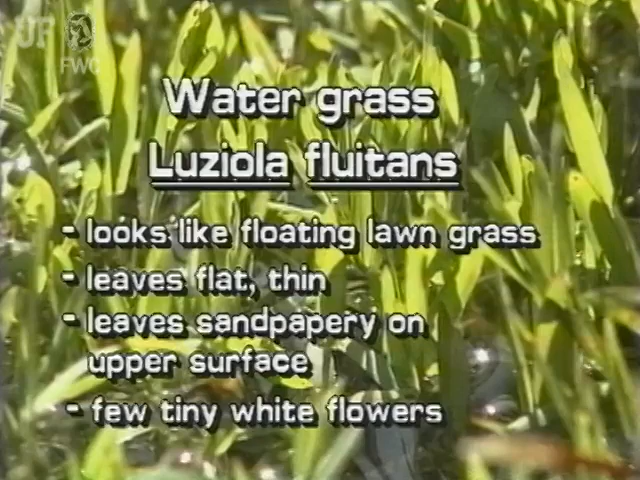 UF
FWC
Water grass
Luziola fluitans
- looks like floating lawn grass
- leaves flat, thin
- leaves sandpapery on
upper surface
- few tiny white flowers